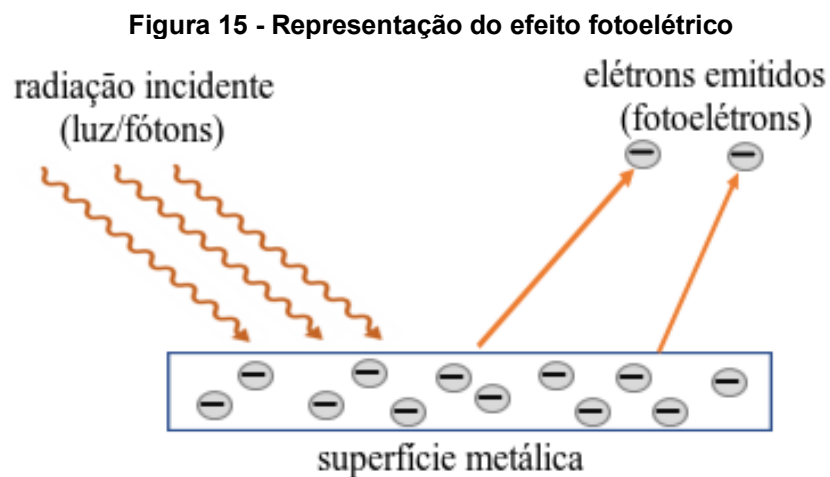 Figura 15 - Representação do efeito fotoelétrico
radiação incidente
(luz/fótons)
elétrons emitidos
(fotoelétrons)
superfície metálica